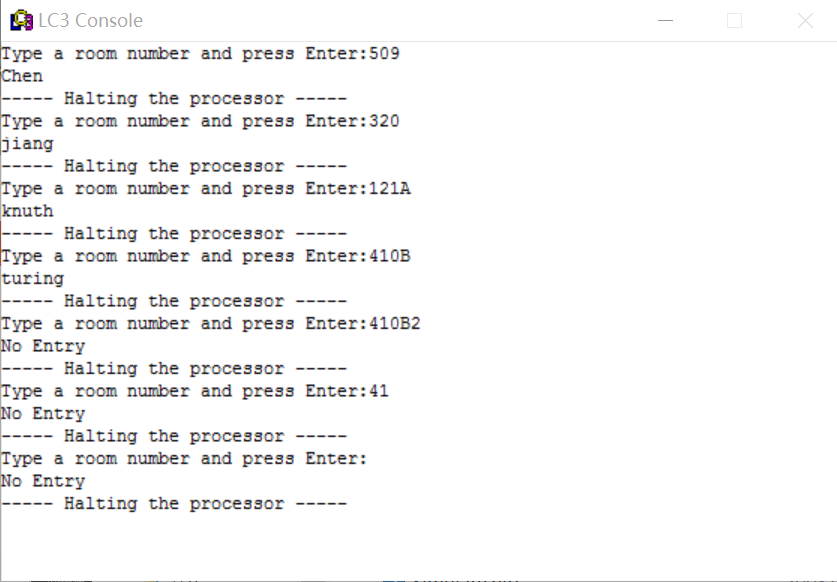 LC3 Console
Type a room number and press Enter:509
Chen
----- Halting the processor -----
Type a room number and press Enter:320
jiang
----- Halting the processor -----
Type a room number and press Enter:121A
knuth
----- Halting the processor -----
Type a room number and press Enter:410B
turing
----- Halting the processor -----
Type a room number and press Enter:410B2
No Entry
----- Halting the processor -----
Type a room number and press Enter:41
No Entry
----- Halting the processor -----
Type a room number and press Enter:
No Entry
----- Halting the processor -----